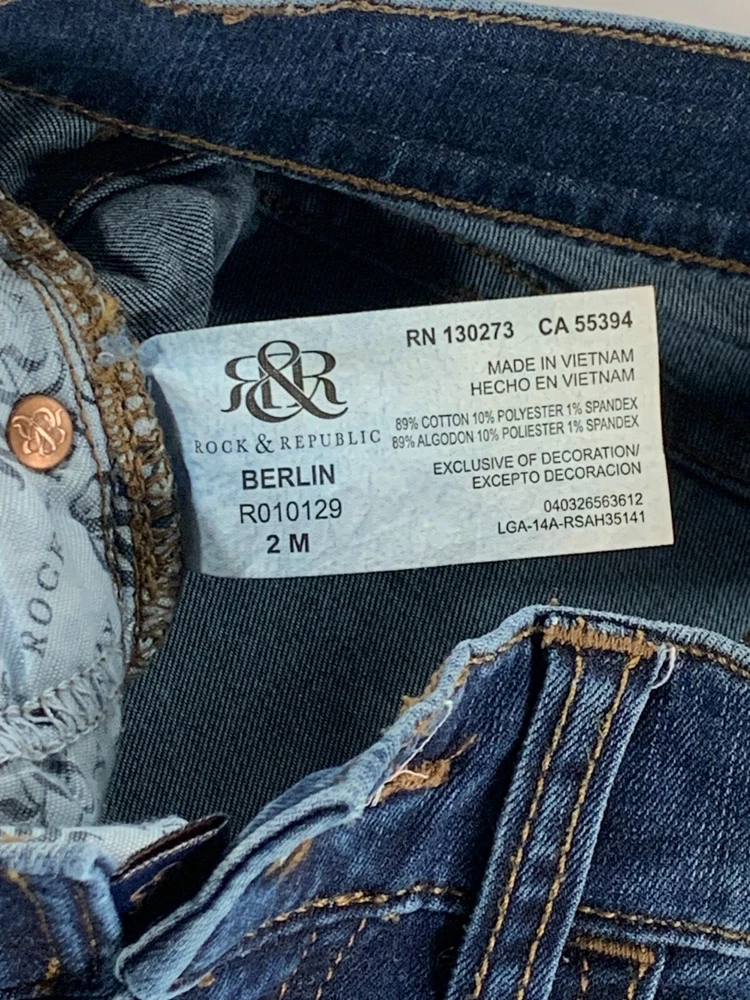 R&R
ROCK & REPUBLIC
BERLIN
R010129
2 M
RN 130273 CA 55394
MADE IN VIETNAM
HECHO EN VIETNAM
89% COTTON 10% POLYESTER 1% SPANDEX
89% ALGODON 10% POLIESTER 1% SPANDEX
EXCLUSIVE OF DECORATION/
EXCEPTO DECORACION
040326563612
LGA-14A-RSAH35141
ROCK